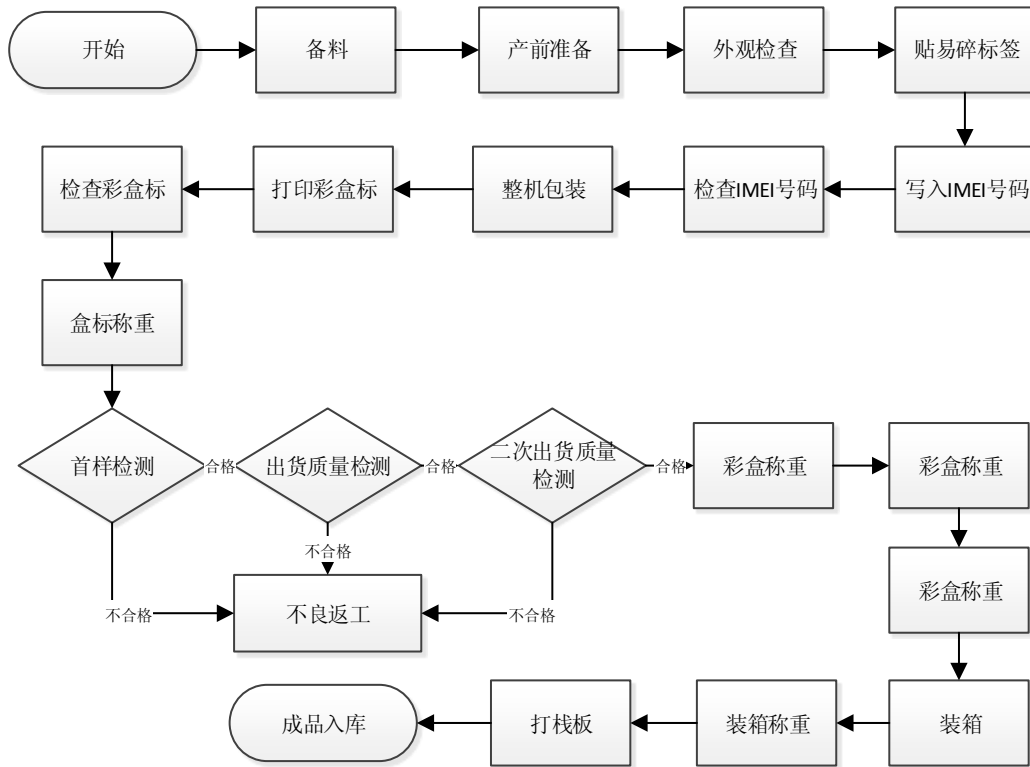 开始
备料
产前准备
外观检查
贴易碎标签
检查彩盒标
打印彩盒标
整机包装
检查IMEI号码
写入IMEI号码
盒标称重
首样检测
合格
出货质量检测
合格
二次出货质量
检测
合格
彩盒称重
彩盒称重
不合格
不合格
不合格
不良返工
彩盒称重
成品入库
打栈板
装箱称重
装箱